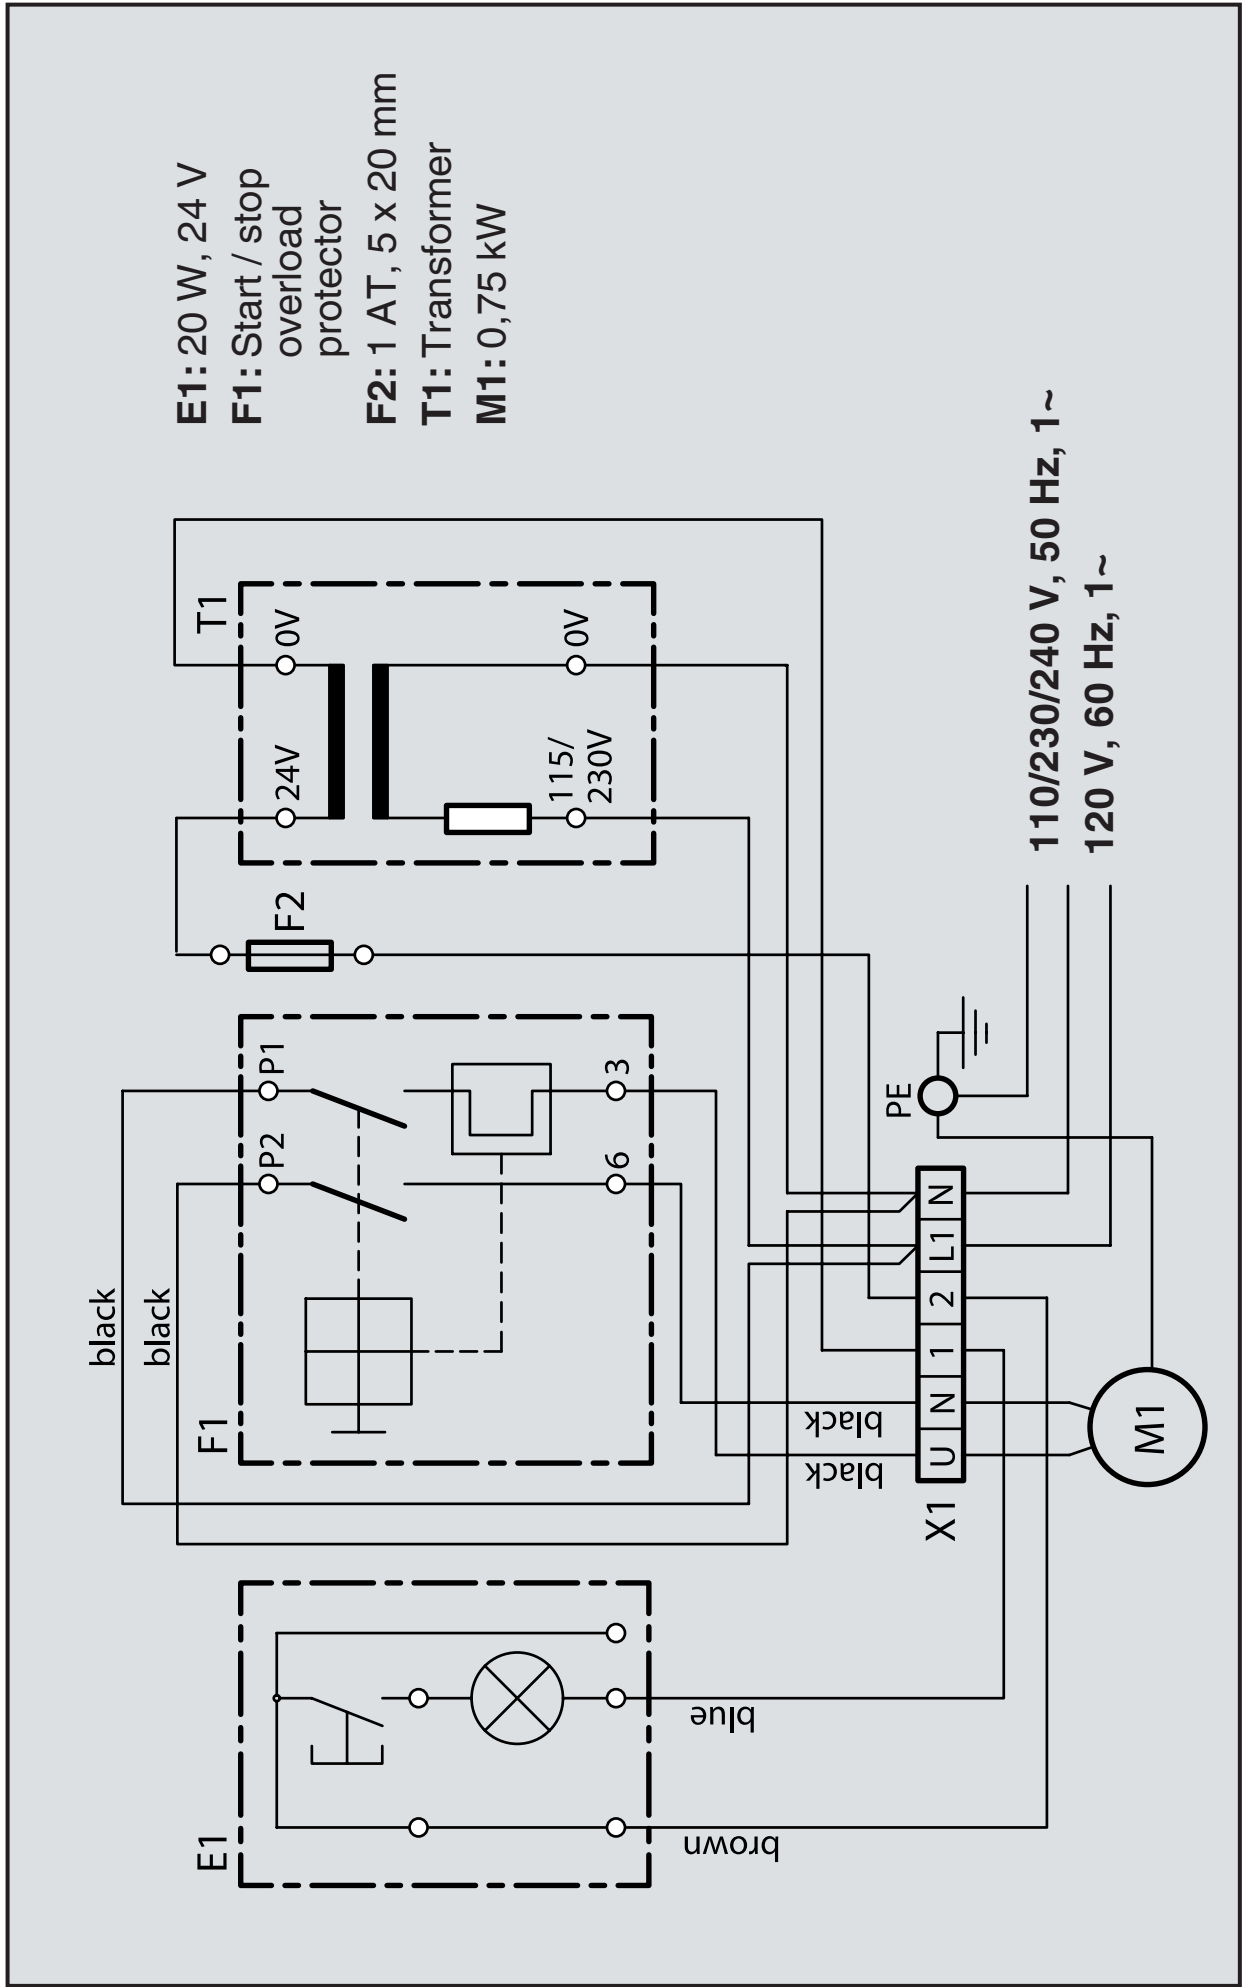 black
black
E1
F1
P2
P1
6
3
F2
T1
24V
0V
115/
230V
0V
E1: 20 W, 24 V
F1: Start / stop
overload
protector
F2: 1 AT, 5 x 20 mm
T1: Transformer
M1: 0,75 kW
brown
blue
black
black
X1
U
N
1
2
L1
N
PE
M1
110/230/240 V, 50 Hz, 1~
120 V, 60 Hz, 1~